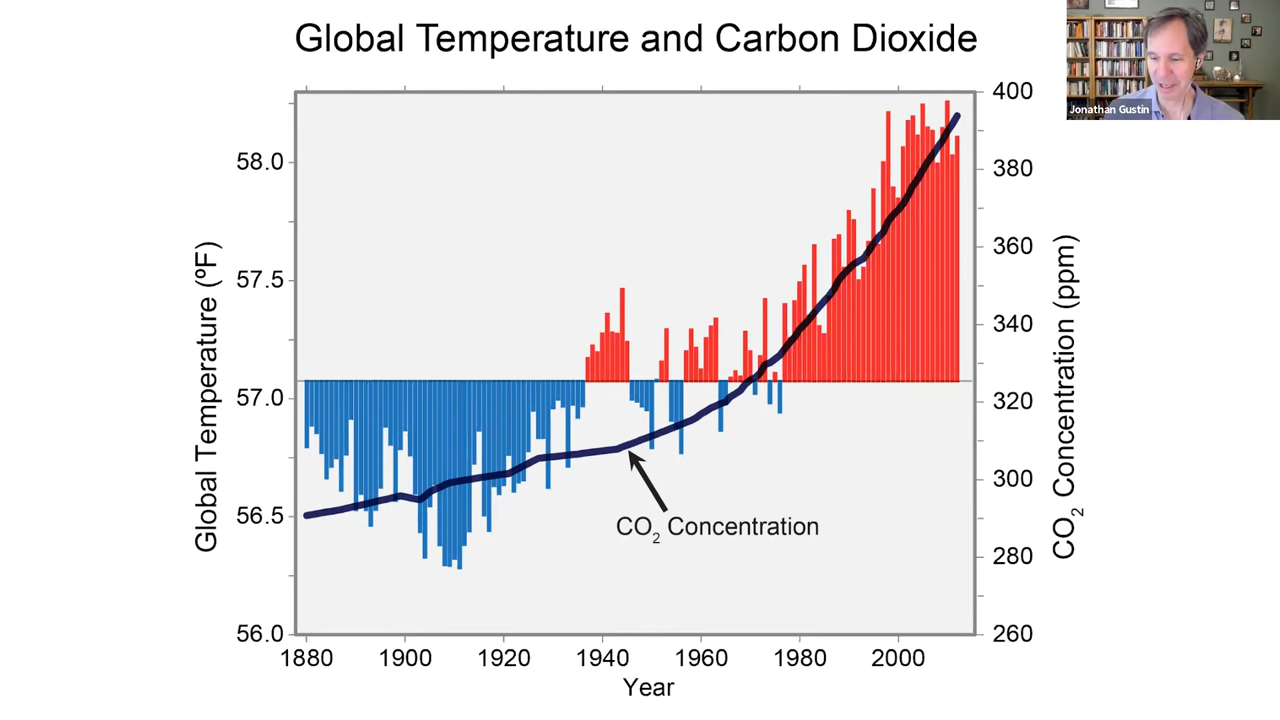 Global Temperature and Carbon Dioxide
Jonathan Gustin
Global Temperature (ºF)
58.0
57.5
57.0
56.5
56.0
400
380
360
340
320
300
280
260
CO₂ Concentration (ppm)
CO₂ Concentration
1880 1900 1920 1940 1960 1980 2000
Year